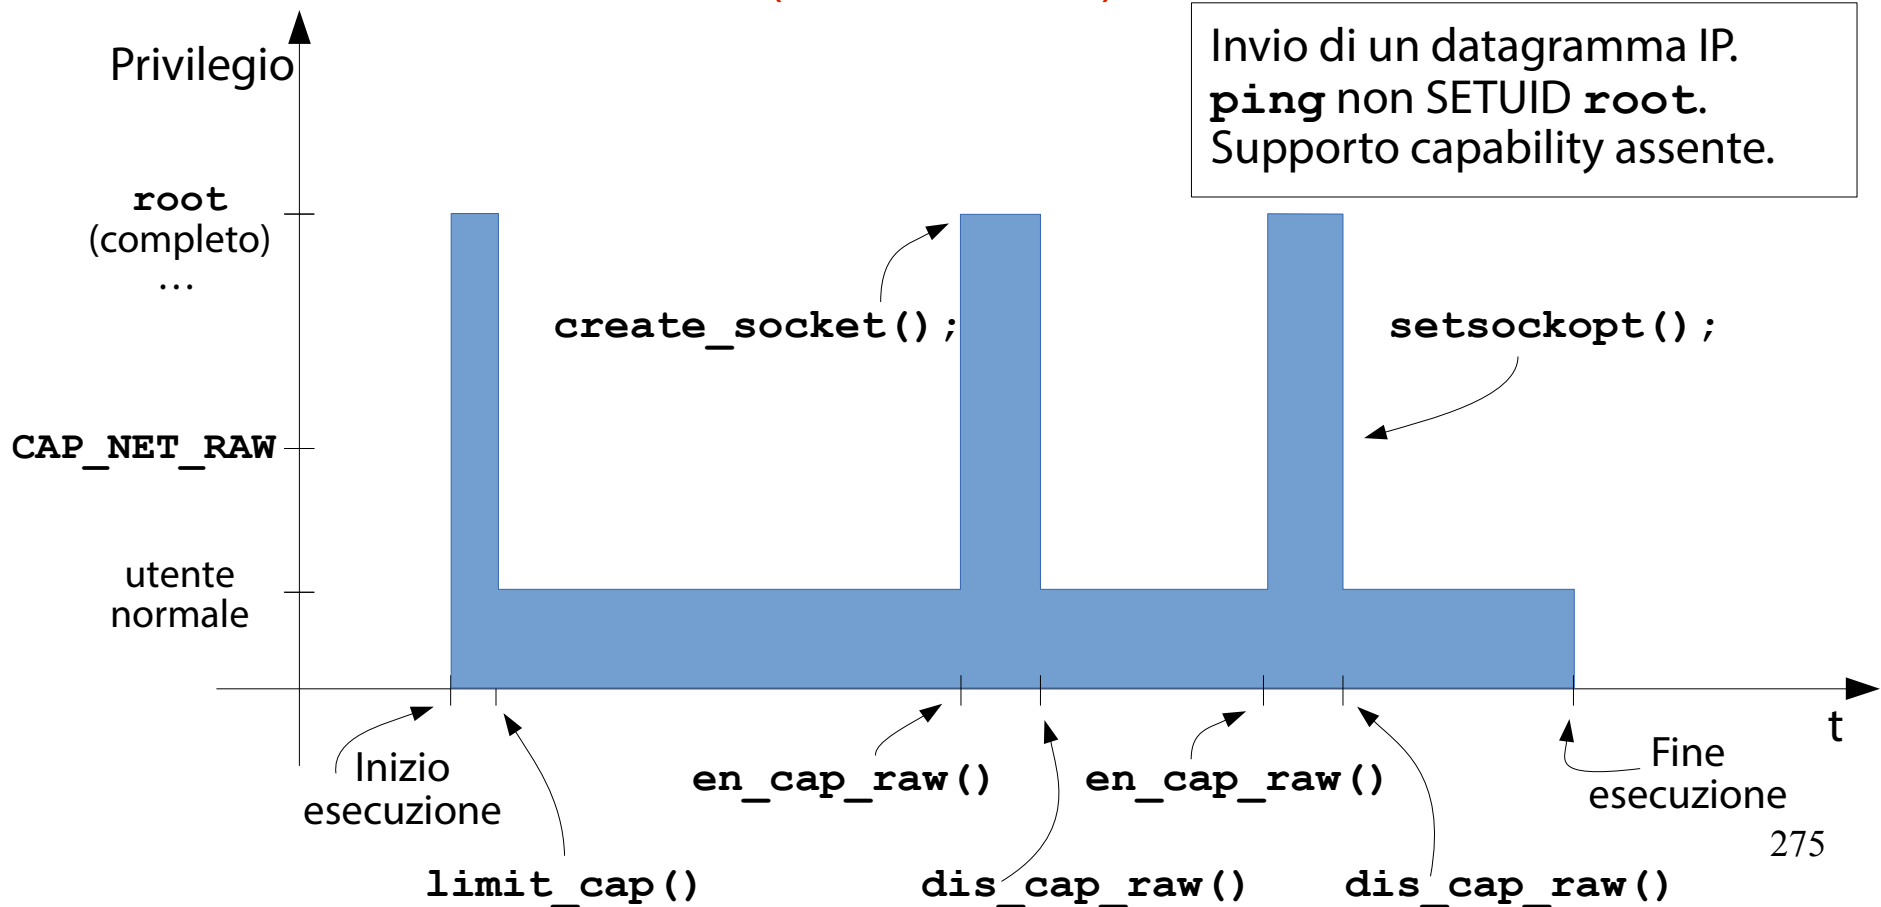 Privilegio
Invio di un datagramma IP.
ping non SETUID root.
Supporto capability assente.
root
(completo)
...
create_socket();
setsockopt();
CAP_NET_RAW
utente
normale
t
Inizio
esecuzione
en_cap_raw()
en_cap_raw()
Fine
esecuzione
275
limit_cap()
dis_cap_raw()
dis_cap_raw()